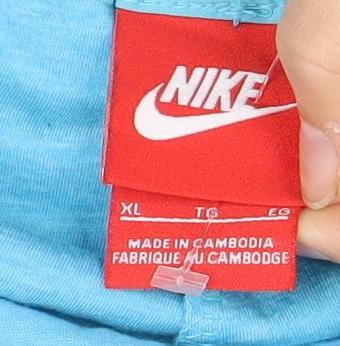 NIKE
XL TG EG
MADE IN CAMBODIA
FABRIQUE AU CAMBODGE